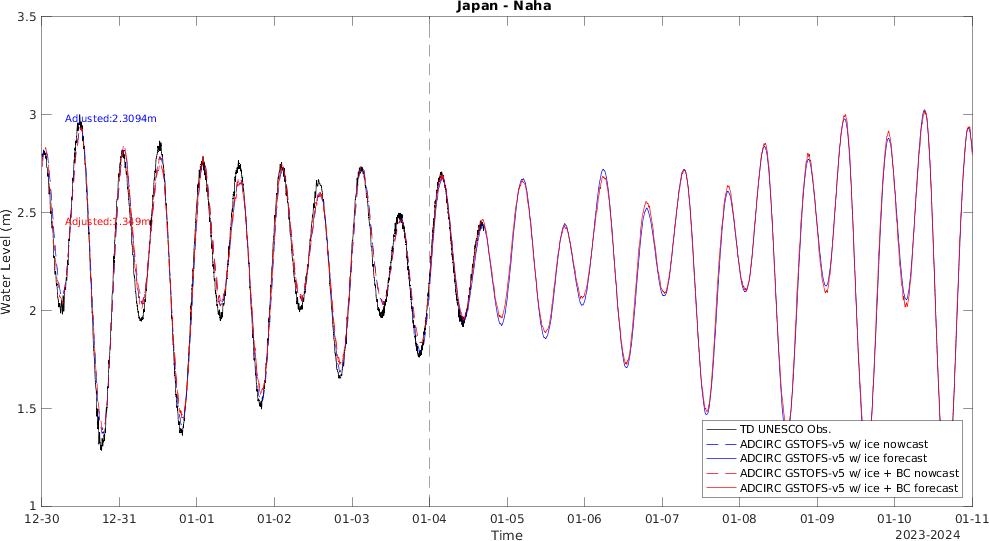 Japan - Naha
3.5
3
2.5
2
1.5
1
Water Level (m)
Adjusted:2.3094m
Adjusted:1.349m
TD UNESCO Obs.
ADCIRC GSTOFS-v5 w/ ice nowcast
ADCIRC GSTOFS-v5 w/ ice forecast
ADCIRC GSTOFS-v5 w/ ice + BC nowcast
ADCIRC GSTOFS-v5 w/ ice + BC forecast
12-30 12-31 01-01 01-02 01-03 01-04 01-05 01-06 01-07 01-08 01-09 01-10 01-11
Time
2023-2024